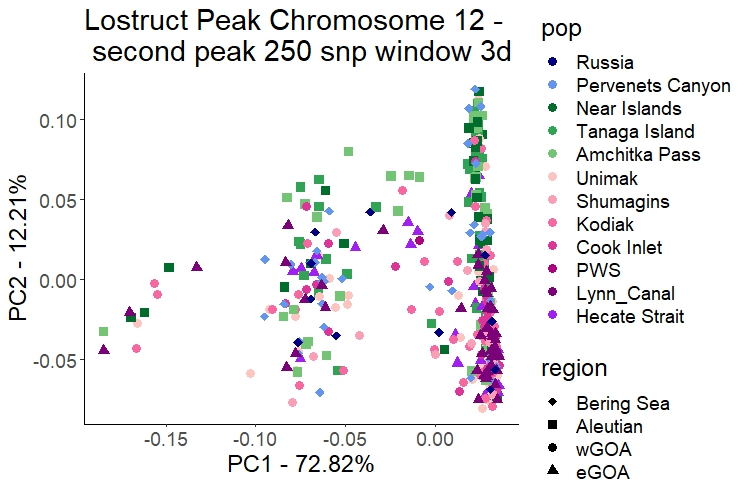 Lostruct Peak Chromosome 12 -
second peak 250 snp window 3d
PC2 - 12.21%
0.10
0.05
0.00
-0.05
-0.15
-0.10
-0.05
0.00
PC1 - 72.82%
pop
Russia
Pervenets Canyon
Near Islands
Tanaga Island
Amchitka Pass
Unimak
Shumagins
Kodiak
Cook Inlet
PWS
Lynn_Canal
Hecate Strait
region
Bering Sea
Aleutian
wGOA
eGOA